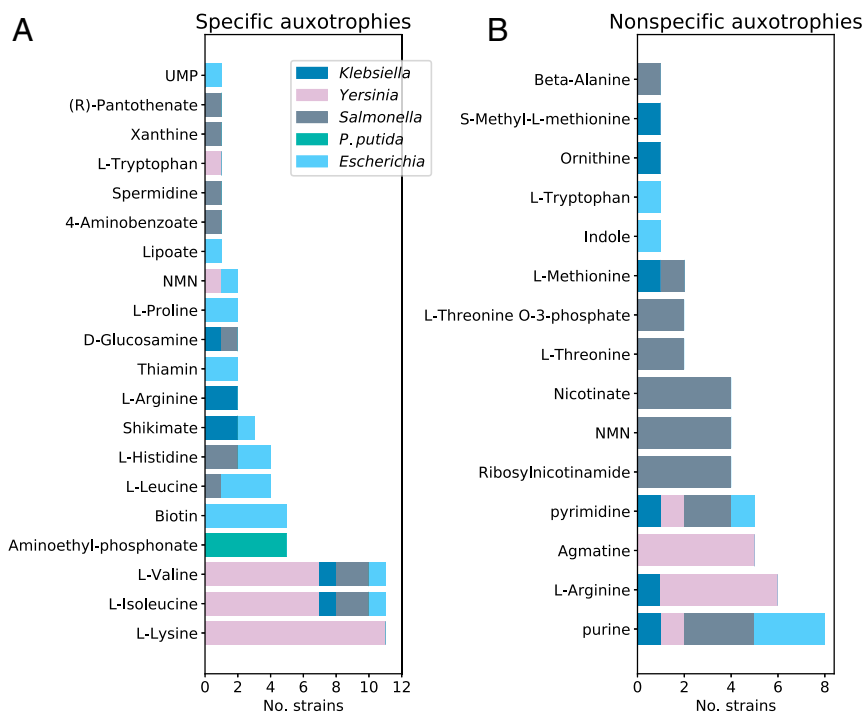 A
Specific auxotrophies
UMP
(R)-Pantothenate
Xanthine
L-Tryptophan
Spermidine
4-Aminobenzoate
Lipoate
NMN
L-Proline
D-Glucosamine
Thiamin
L-Arginine
Shikimate
L-Histidine
L-Leucine
Biotin
Aminoethyl-phosphonate
L-Valine
L-Isoleucine
L-Lysine
Klebsiella
Yersinia
Salmonella
P. putida
Escherichia
0 2 4 6 8 10 12
No. strains
B
Nonspecific auxotrophies
Beta-Alanine
S-Methyl-L-methionine
Ornithine
L-Tryptophan
Indole
L-Methionine
L-Threonine O-3-phosphate
L-Threonine
Nicotinate
NMN
Ribosylnicotinamide
pyrimidine
Agmatine
L-Arginine
purine
0 2 4 6 8
No. strains